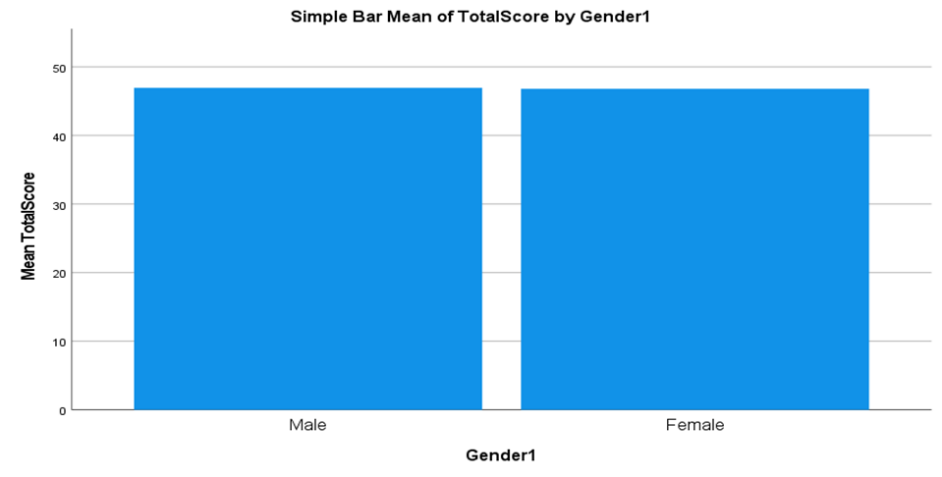 Simple Bar Mean of TotalScore by Gender1
Mean TotalScore
50
40
30
20
10
0
Male
Female
Gender1